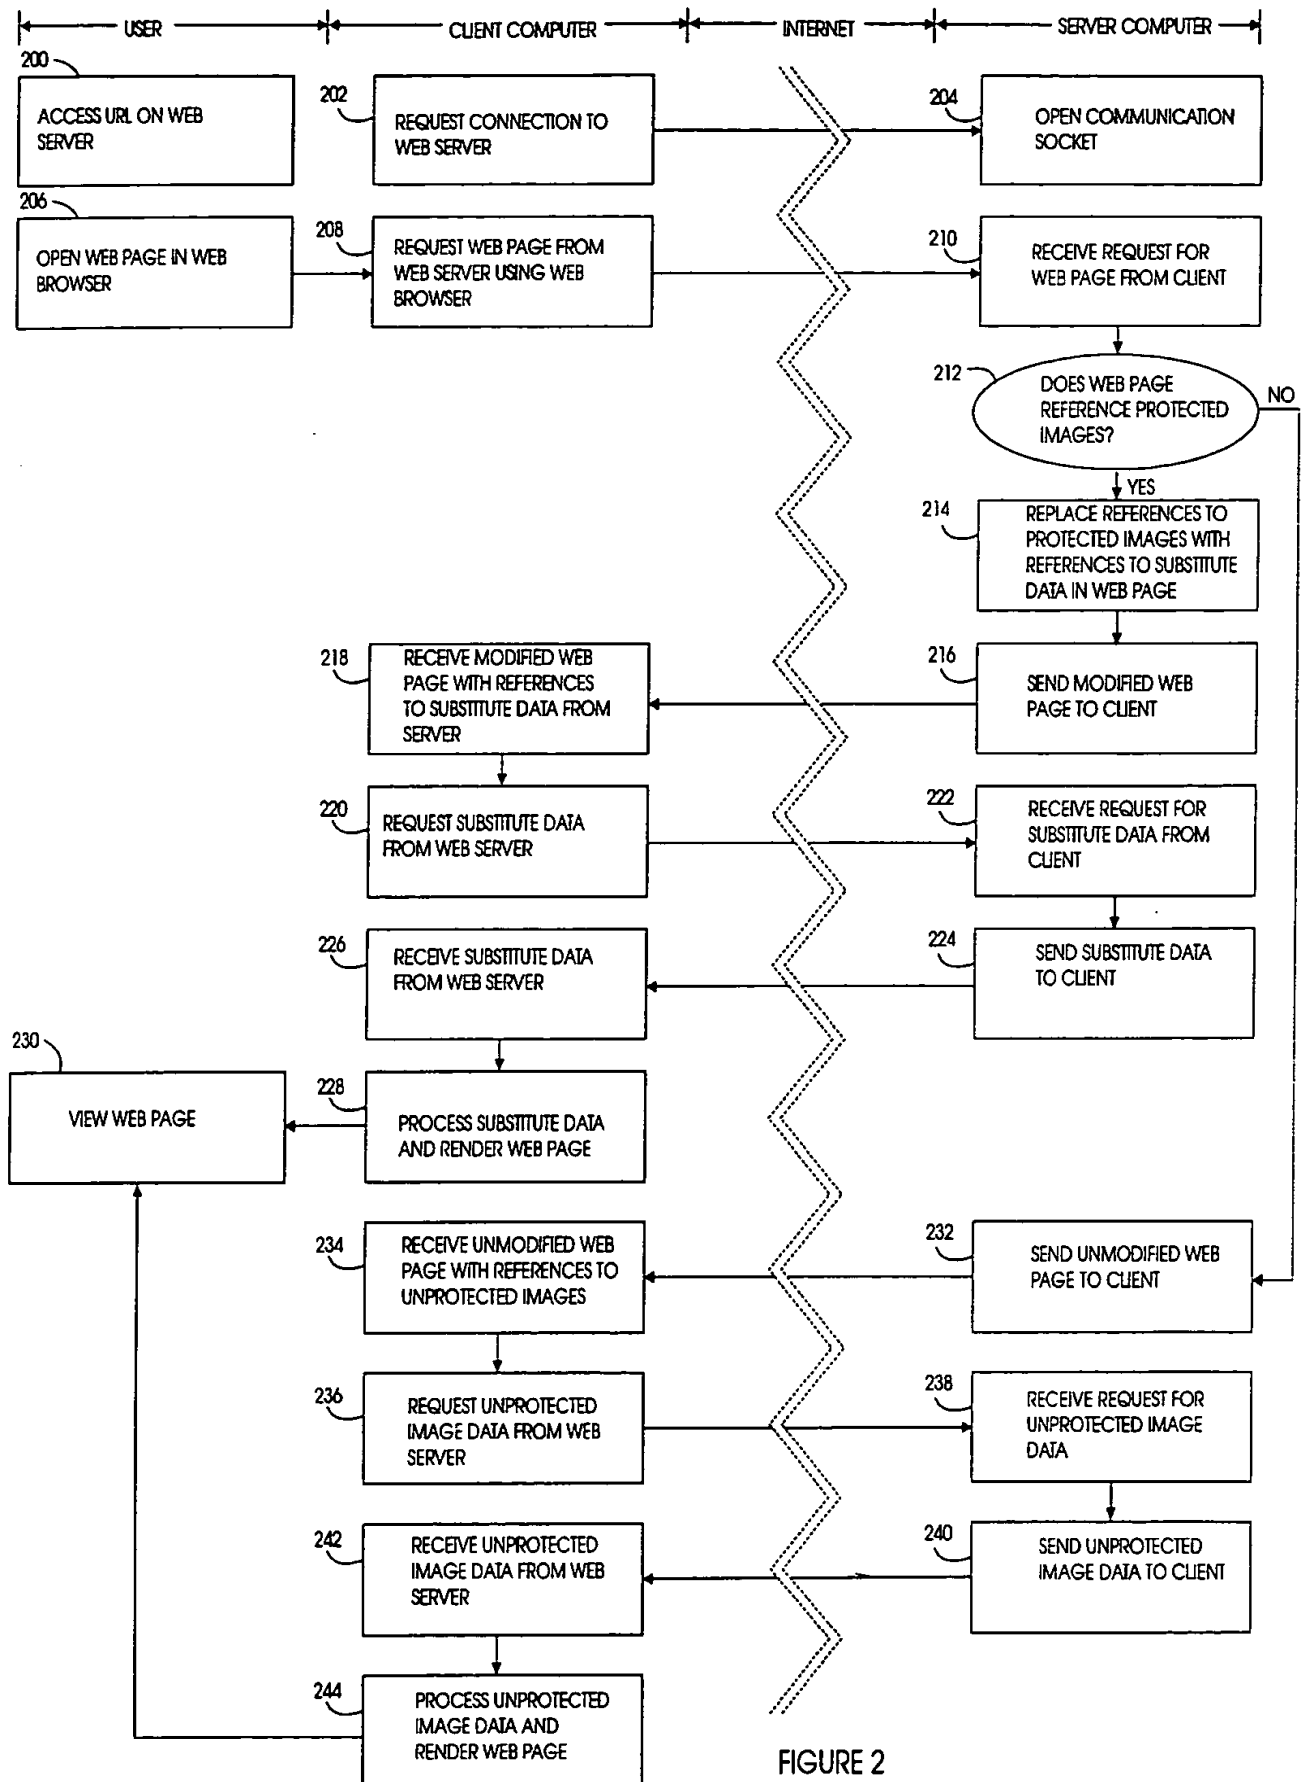 USER
CLIENT COMPUTER
INTERNET
SERVER COMPUTER
200
ACCESS URL ON WEB
SERVER
202
REQUEST CONNECTION TO
WEB SERVER
204
OPEN COMMUNICATION
SOCKET
206
OPEN WEB PAGE IN WEB
BROWSER
208
REQUEST WEB PAGE FROM
WEB SERVER USING WEB
BROWSER
210
RECEIVE REQUEST FOR
WEB PAGE FROM CLIENT
212
DOES WEB PAGE
REFERENCE PROTECTED
IMAGES?
NO
YES
214
REPLACE REFERENCES TO
PROTECTED IMAGES WITH
REFERENCES TO SUBSTITUTE
DATA IN WEB PAGE
216
SEND MODIFIED WEB
PAGE TO CLIENT
218
RECEIVE MODIFIED WEB
PAGE WITH REFERENCES
TO SUBSTITUTE DATA FROM
SERVER
220
REQUEST SUBSTITUTE DATA
FROM WEB SERVER
222
RECEIVE REQUEST FOR
SUBSTITUTE DATA FROM
CLIENT
224
SEND SUBSTITUTE DATA
TO CLIENT
226
RECEIVE SUBSTITUTE DATA
FROM WEB SERVER
228
PROCESS SUBSTITUTE DATA
AND RENDER WEB PAGE
230
VIEW WEB PAGE
232
SEND UNMODIFIED WEB
PAGE TO CLIENT
234
RECEIVE UNMODIFIED WEB
PAGE WITH REFERENCES TO
UNPROTECTED IMAGES
236
REQUEST UNPROTECTED
IMAGE DATA FROM WEB
SERVER
238
RECEIVE REQUEST FOR
UNPROTECTED IMAGE
DATA
240
SEND UNPROTECTED
IMAGE DATA TO CLIENT
242
RECEIVE UNPROTECTED
IMAGE DATA FROM WEB
SERVER
244
PROCESS UNPROTECTED
IMAGE DATA AND
RENDER WEB PAGE
FIGURE 2